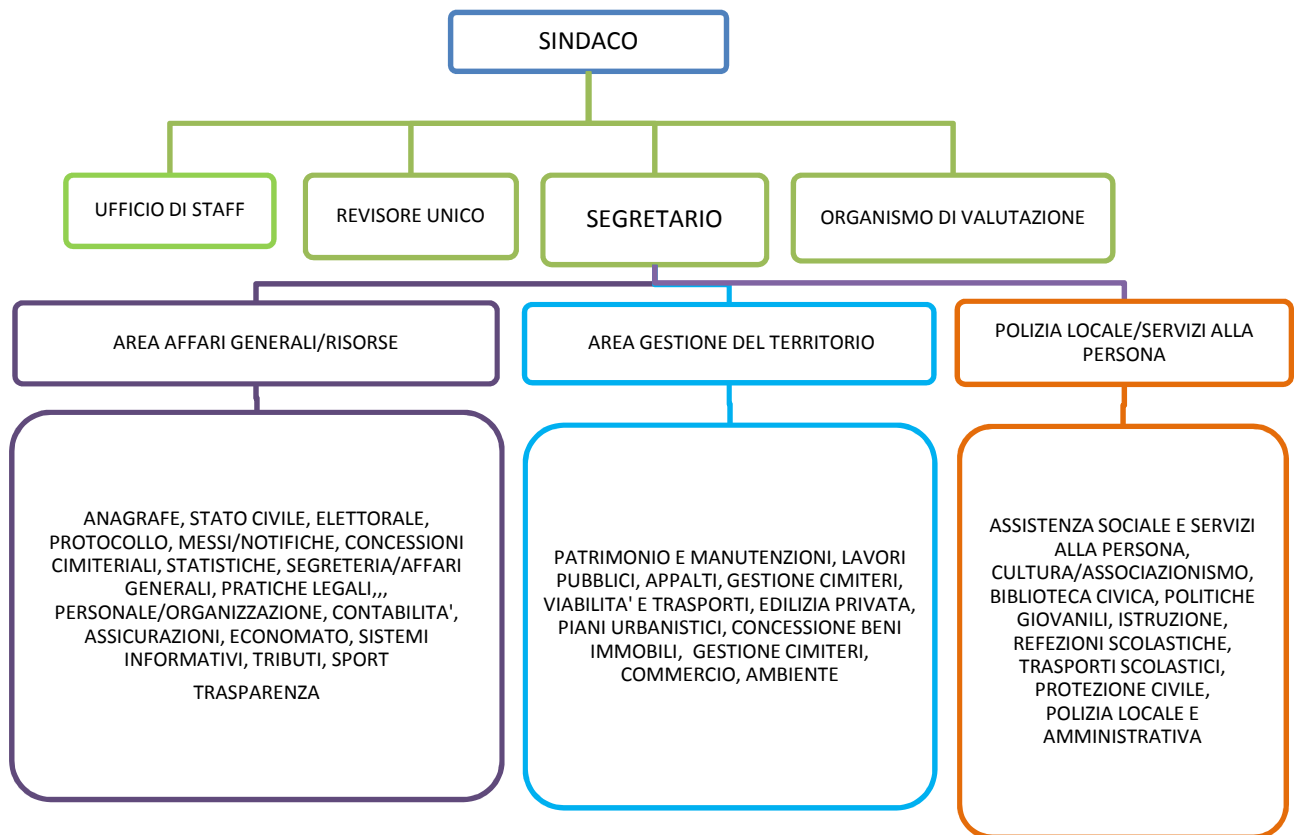 SINDACO
UFFICIO DI STAFF
REVISORE UNICO
SEGRETARIO
ORGANISMO DI VALUTAZIONE
AREA AFFARI GENERALI/RISORSE
AREA GESTIONE DEL TERRITORIO
POLIZIA LOCALE/SERVIZI ALLA
PERSONA
ANAGRAFE, STATO CIVILE, ELETTORALE,
PROTOCOLLO, MESSI/NOTIFICHE, CONCESSIONI
CIMITERIALI, STATISTICHE, SEGRETERIA/AFFARI
GENERALI, PRATICHE LEGALI,,,
PERSONALE/ORGANIZZAZIONE, CONTABILITA',
ASSICURAZIONI, ECONOMATO, SISTEMI
INFORMATIVI, TRIBUTI, SPORT
TRASPARENZA
PATRIMONIO E MANUTENZIONI, LAVORI
PUBBLICI, APPALTI, GESTIONE CIMITERI,
VIABILITA' E TRASPORTI, EDILIZIA PRIVATA,
PIANI URBANISTICI, CONCESSIONE BENI
IMMOBILI, GESTIONE CIMITERI,
COMMERCIO, AMBIENTE
ASSISTENZA SOCIALE E SERVIZI
ALLA PERSONA,
CULTURA/ASSOCIAZIONISMO,
BIBLIOTECA CIVICA, POLITICHE
GIOVANILI, ISTRUZIONE,
REFEZIONI SCOLASTICHE,
TRASPORTI SCOLASTICI,
PROTEZIONE CIVILE,
POLIZIA LOCALE E
AMMINISTRATIVA